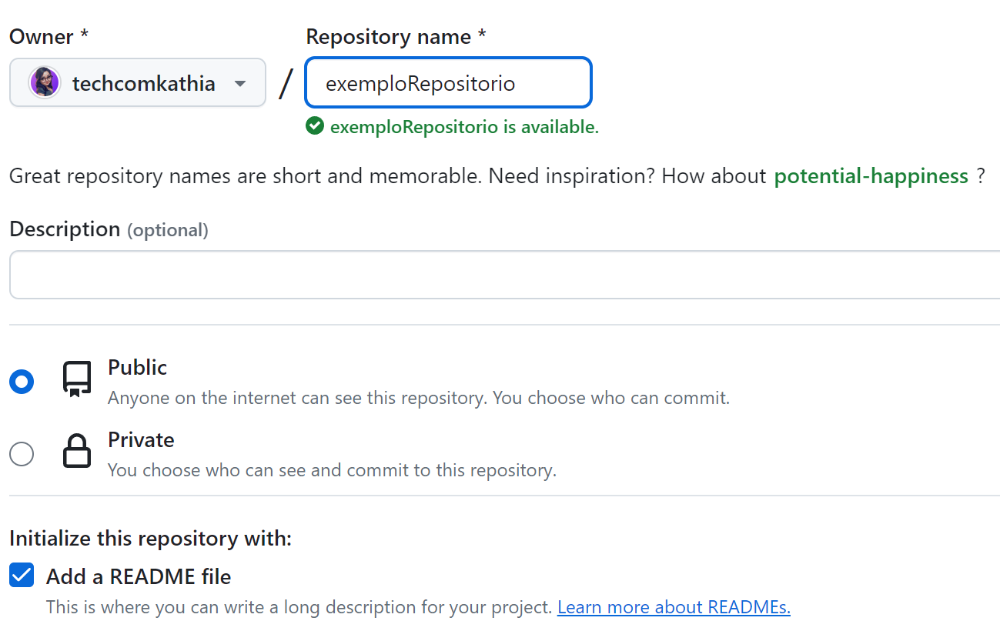 Owner *
Repository name *
techcomkathia
/
exemploRepositorio
exemploRepositorio is available.
Great repository names are short and memorable. Need inspiration? How about potential-happiness ?
Description (optional)
Public
Anyone on the internet can see this repository. You choose who can commit.
Private
You choose who can see and commit to this repository.
Initialize this repository with:
Add a README file
This is where you can write a long description for your project. Learn more about READMEs.